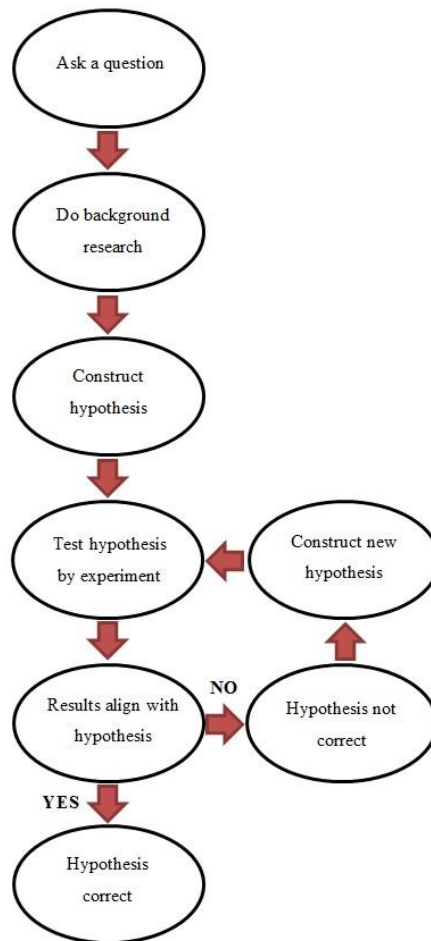 Ask a question
Do background
research
Construct
hypothesis
Test hypothesis
by experiment
Construct new
hypothesis
Results align with
hypothesis
NO
Hypothesis not
correct
YES
Hypothesis
correct